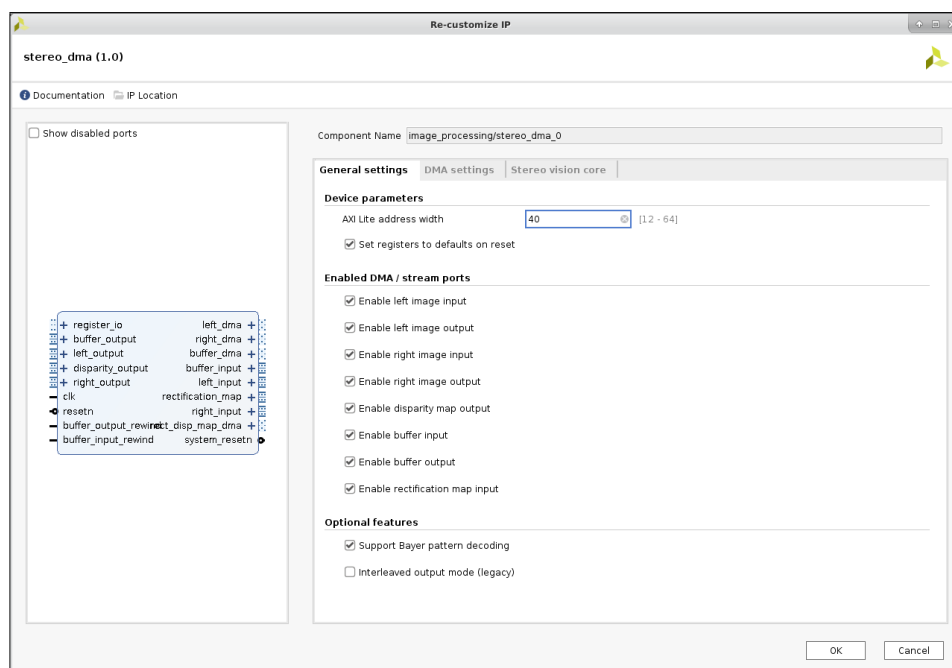 Re-customize IP
stereo_dma (1.0)
Documentation IP Location
Show disabled ports
register_io left_dma
buffer_output right_dma
left_output buffer_dma
disparity_output buffer_input
right_output left_input
clk rectification_map
resetn right_input
buffer_output_rewind rect_disp_map_dma
buffer_input_rewind system_resetn
Component Name image_processing/stereo_dma_0
General settings DMA settings Stereo vision core
Device parameters
AXI Lite address width 40 [12 - 64]
Set registers to defaults on reset
Enabled DMA / stream ports
Enable left image input
Enable left image output
Enable right image input
Enable right image output
Enable disparity map output
Enable buffer input
Enable buffer output
Enable rectification map input
Optional features
Support Bayer pattern decoding
Interleaved output mode (legacy)
OK Cancel